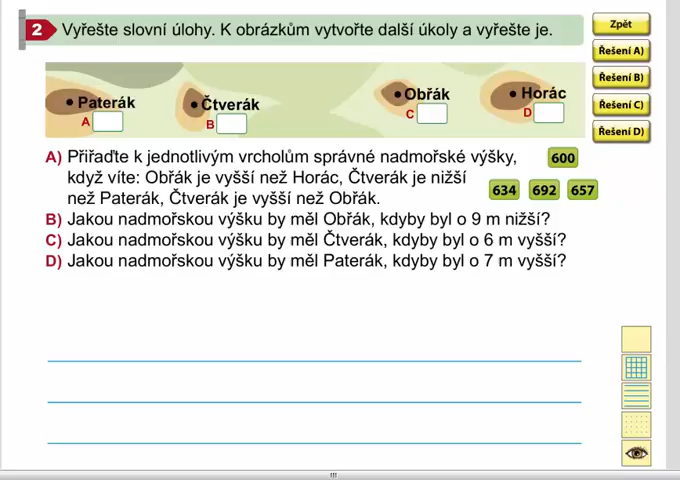 2 Vyřešte slovní úlohy. K obrázkům vytvořte další úkoly a vyřešte je.
Zpět
Řešení A)
Řešení B)
Řešení C)
Řešení D)
Paterák
A
Čtverák
B
Obřák
C
Horác
D
A) Přiřaďte k jednotlivým vrcholům správné nadmořské výšky,
když víte: Obřák je vyšší než Horác, Čtverák je nižší
než Paterák, Čtverák je vyšší než Obřák.
600
634 692 657
B) Jakou nadmořskou výšku by měl Obřák, kdyby byl o 9 m nižší?
C) Jakou nadmořskou výšku by měl Čtverák, kdyby byl o 6 m vyšší?
D) Jakou nadmořskou výšku by měl Paterák, kdyby byl o 7 m vyšší?